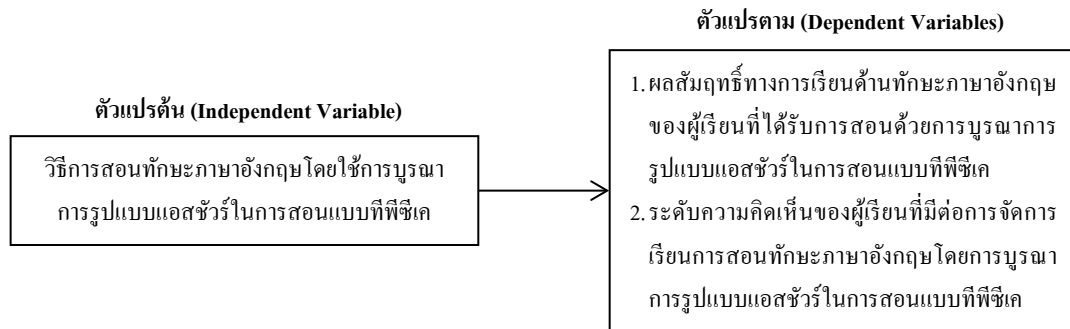 ตัวแปรตาม (Dependent Variables)
ตัวแปรต้น (Independent Variable)
วิธีการสอนทักษะภาษาอังกฤษโดยใช้การบูรณา
การรูปแบบแอสชัวร์ในการสอนแบบทีพีซีเค
1. ผลสัมฤทธิ์ทางการเรียนด้านทักษะภาษาอังกฤษ
ของผู้เรียนที่ได้รับการสอนด้วยการบูรณาการ
รูปแบบแอสชัวร์ในการสอนแบบทีพีซีเค
2. ระดับความคิดเห็นของผู้เรียนที่มีต่อการจัดการ
เรียนการสอนทักษะภาษาอังกฤษโดยการบูรณา
การรูปแบบแอสชัวร์ในการสอนแบบทีพีซีเค